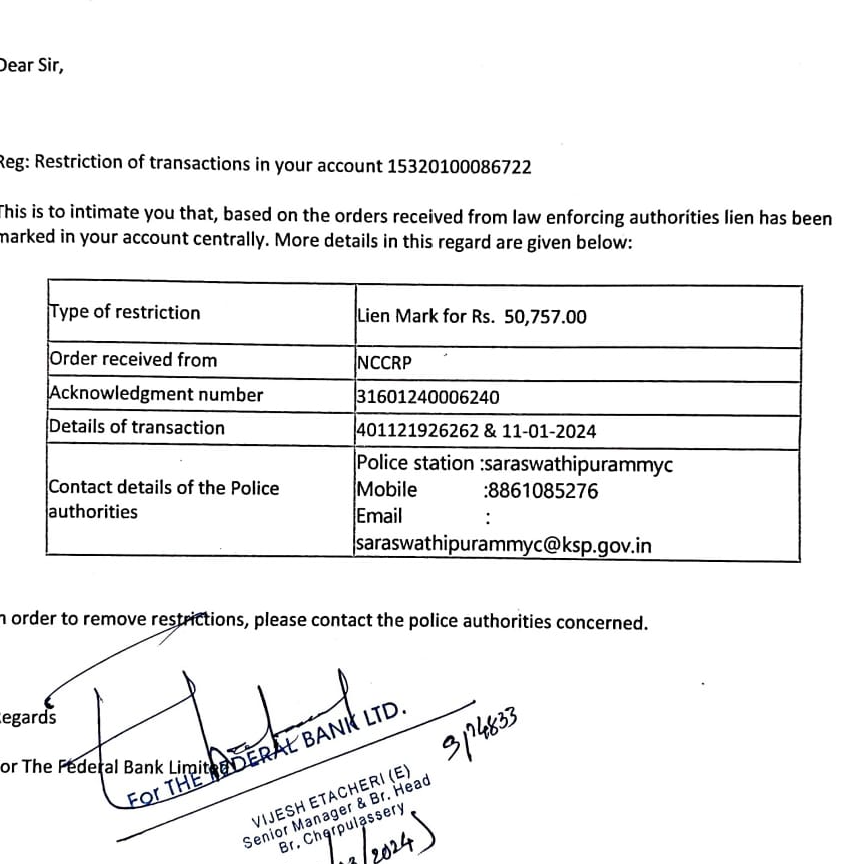 Dear Sir,
Reg: Restriction of transactions in your account 15320100086722
This is to intimate you that, based on the orders received from law enforcing authorities lien has been
marked in your account centrally. More details in this regard are given below:
Type of restriction Lien Mark for Rs. 50,757.00
Order received from NCCRP
Acknowledgment number 31601240006240
Details of transaction 401121926262 & 11-01-2024
Contact details of the Police authorities
Police station :saraswathipurammyc
Mobile :8861085276
Email :
saraswathipurammyc@ksp.gov.in
n order to remove restrictions, please contact the police authorities concerned.
egards
or The Federal Bank Limited
For THE FEDERAL BANK LTD.
VIJESH ETACHERI (E)
Senior Manager & Br. Head
Br. Cherpulassery
/2024